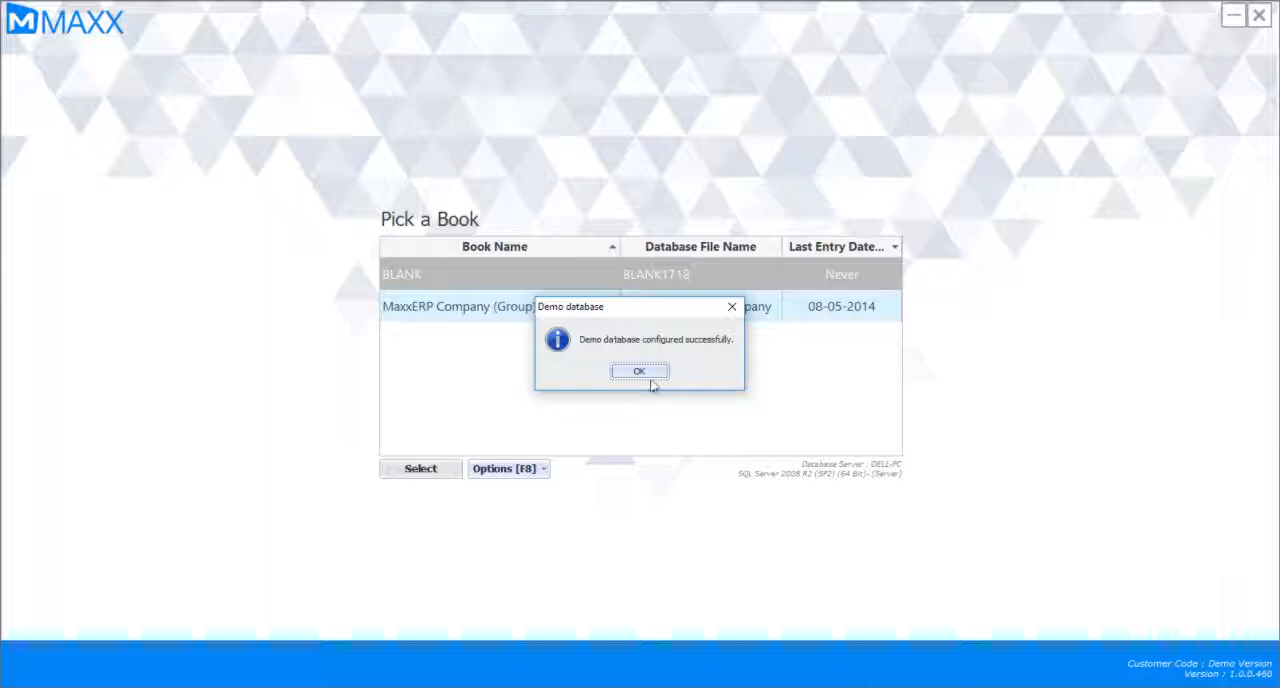 MAXX
Pick a Book
Book Name Database File Name Last Entry Date...
BLANK BLANK1718 Never
MaxxERP Company (Group) pany 08-05-2014
Demo database
Demo database configured successfully.
OK
Select Options [F8]
Database Server : DELL-PC
SQL Server 2008 R2 (SP2) (64 Bit)- (Server)
Customer Code : Demo Version
Version : 1.0.0.460